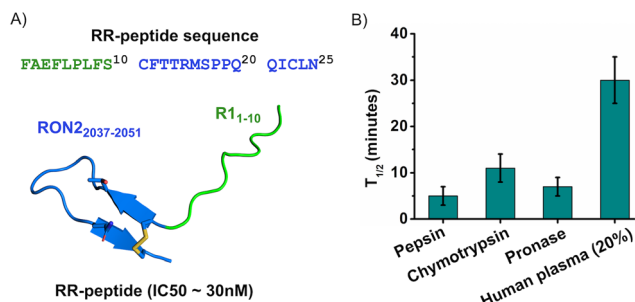 A)
RR-peptide sequence
FAEFLPLFS10 CFTTRMSPPQ20 QICLN25
R11-10
RON22037-2051
RR-peptide (IC50 ~ 30nM)
B)
T1/2 (minutes)
40
30
20
10
0
Pepsin
Chymotrypsin
Pronase
Human plasma (20%)